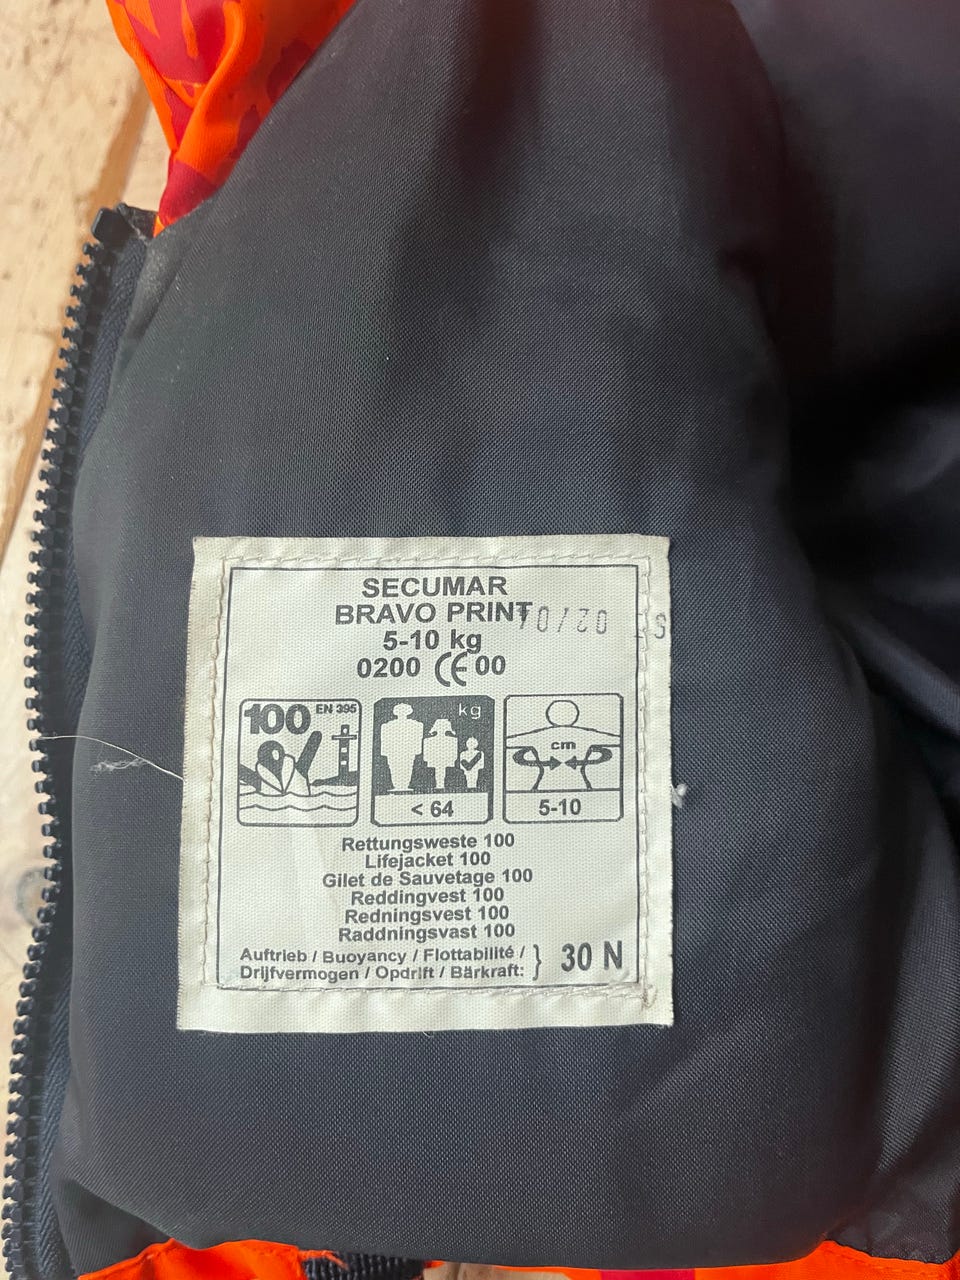 SECUMAR
BRAVO PRINT
5-10 kg
0200 CE 00
100 EN 395
kg
< 64
cm
5-10
Rettungsweste 100
Lifejacket 100
Gilet de Sauvetage 100
Reddingvest 100
Redningsvest 100
Raddningsvast 100
Auftrieb / Buoyancy / Flottabilité /
Drijfvermogen / Opdrift / Bärkraft: } 30 N